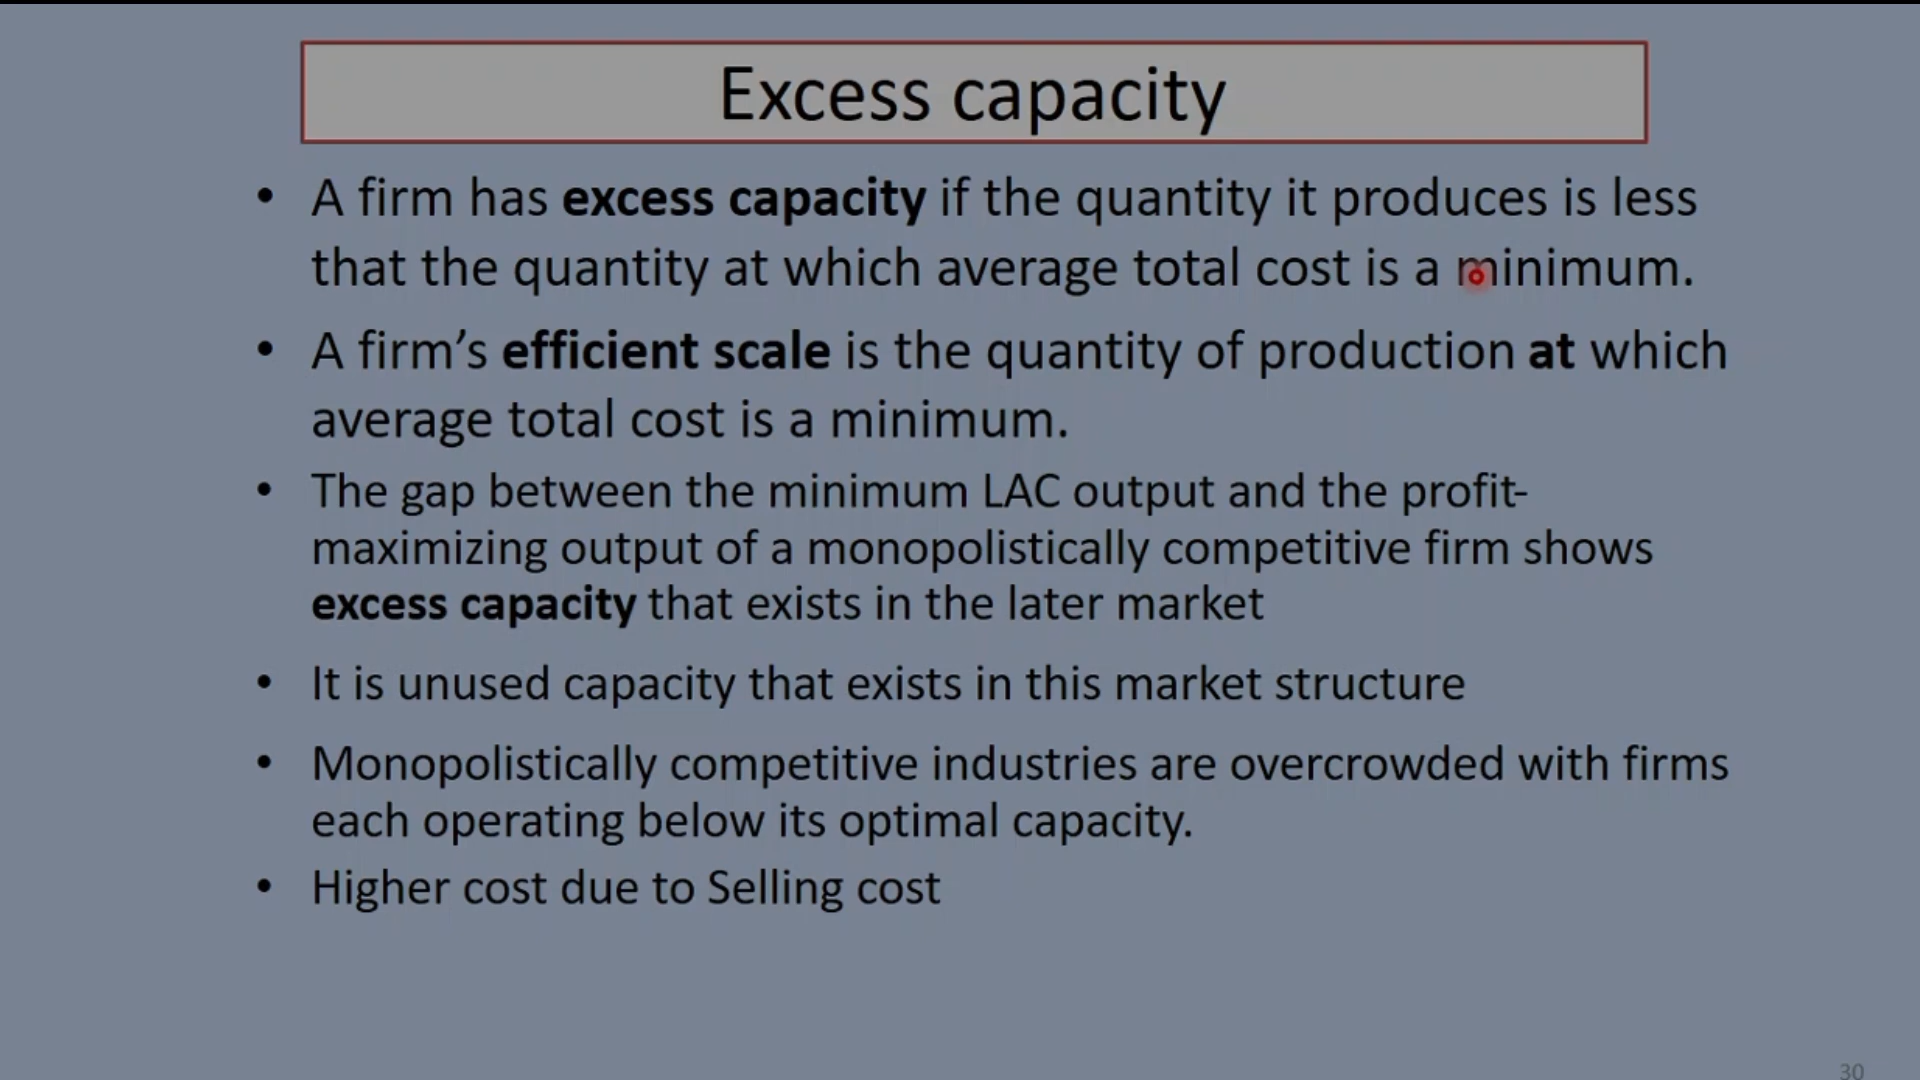 Excess capacity
• A firm has excess capacity if the quantity it produces is less
that the quantity at which average total cost is a minimum.
• A firm’s efficient scale is the quantity of production at which
average total cost is a minimum.
• The gap between the minimum LAC output and the profit-
maximizing output of a monopolistically competitive firm shows
excess capacity that exists in the later market
• It is unused capacity that exists in this market structure
• Monopolistically competitive industries are overcrowded with firms
each operating below its optimal capacity.
• Higher cost due to Selling cost
30